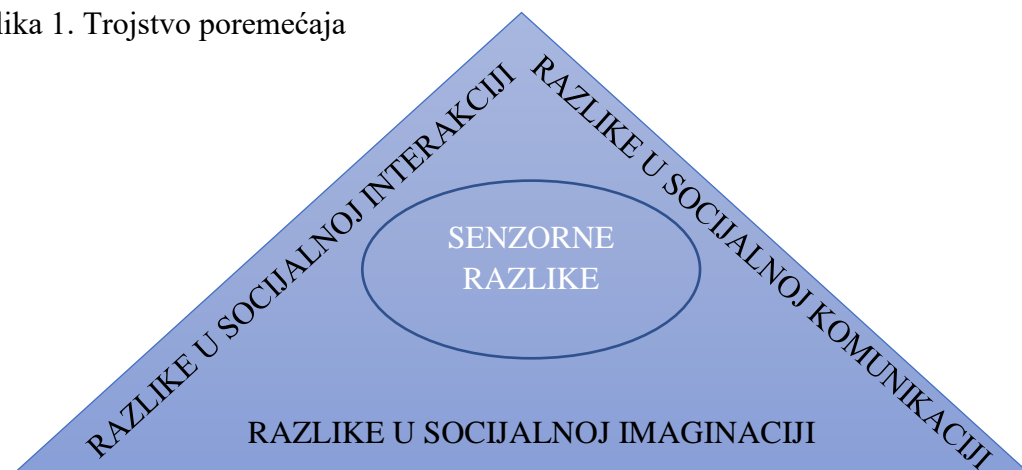 lika 1. Trojstvo poremećaja
RAZLIKE U SOCIJALNOJ INTERAKCIJI
RAZLIKE U SOCIJALNOJ KOMUNIKACIJI
SENZORNE
RAZLIKE
RAZLIKE U SOCIJALNOJ IMAGINACIJI